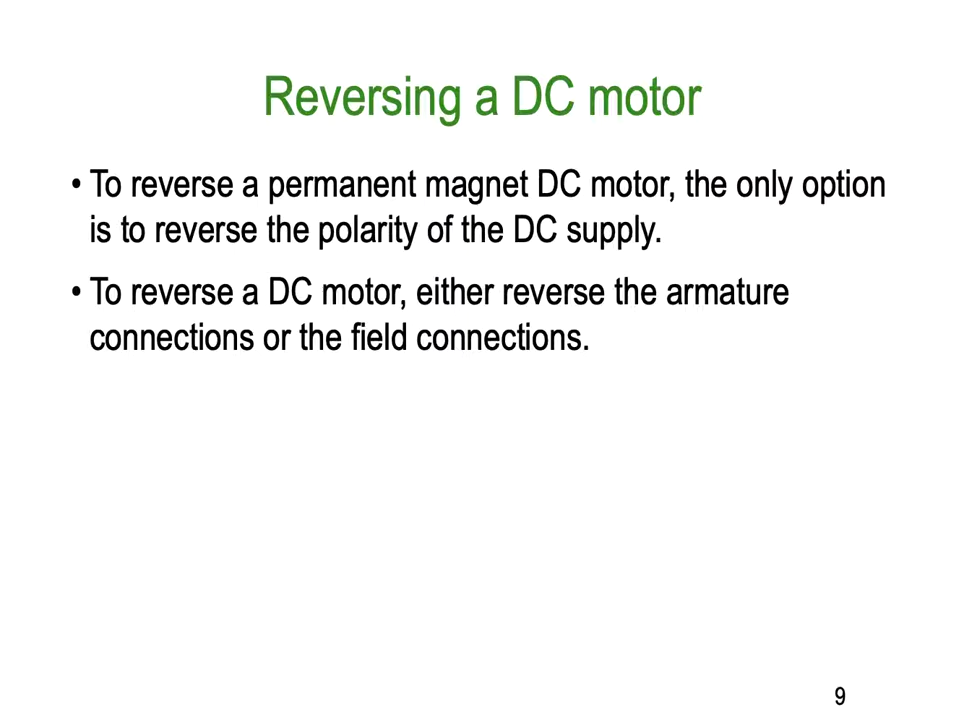 Reversing a DC motor
• To reverse a permanent magnet DC motor, the only option
is to reverse the polarity of the DC supply.
• To reverse a DC motor, either reverse the armature
connections or the field connections.
9